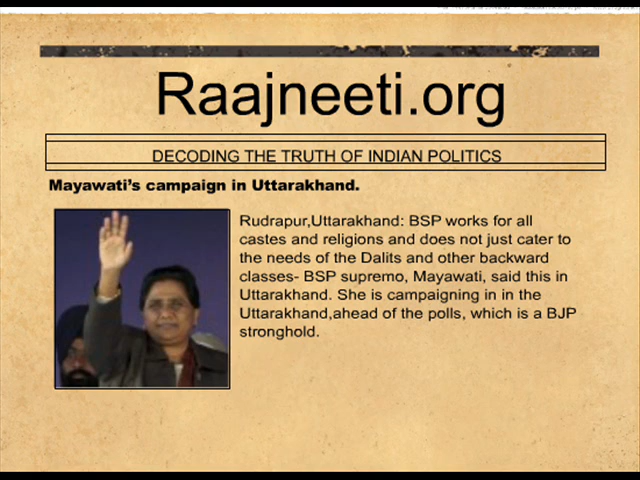 Raajneeti.org
DECODING THE TRUTH OF INDIAN POLITICS
Mayawati's campaign in Uttarakhand.
Rudrapur,Uttarakhand: BSP works for all
castes and religions and does not just cater to
the needs of the Dalits and other backward
classes- BSP supremo, Mayawati, said this in
Uttarakhand. She is campaigning in in the
Uttarakhand,ahead of the polls, which is a BJP
stronghold.